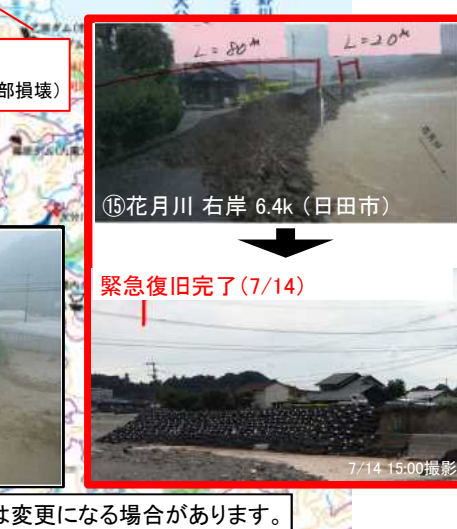 部損壊)
L=80m
L=20m
⑮花月川 右岸 6.4k (日田市)
緊急復旧完了(7/14)
7/14 15:00撮影
は変更になる場合があります。